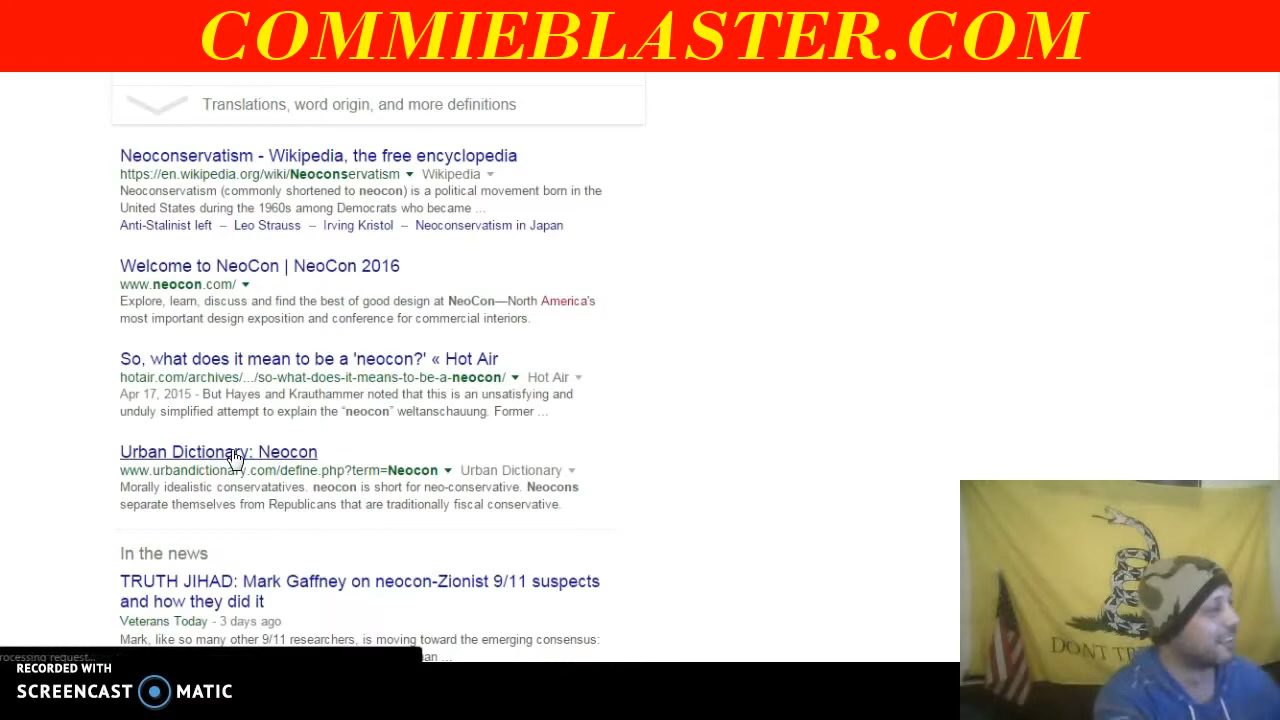 COMMIEBLASTER.COM
Translations, word origin, and more definitions
Neoconservatism - Wikipedia, the free encyclopedia
https://en.wikipedia.org/wiki/Neoconservatism Wikipedia
Neoconservatism (commonly shortened to neocon) is a political movement born in the
United States during the 1960s among Democrats who became ...
Anti-Stalinist left – Leo Strauss – Irving Kristol – Neoconservatism in Japan
Welcome to NeoCon | NeoCon 2016
www.neocon.com/
Explore, learn, discuss and find the best of good design at NeoCon—North America's
most important design exposition and conference for commercial interiors.
So, what does it mean to be a 'neocon?' « Hot Air
hotair.com/archives/.../so-what-does-it-means-to-be-a-neocon/ Hot Air
Apr 17, 2015 - But Hayes and Krauthammer noted that this is an unsatisfying and
unduly simplified attempt to explain the “neocon” weltanschauung. Former ...
Urban Dictionary: Neocon
www.urbandictionary.com/define.php?term=Neocon Urban Dictionary
Morally idealistic conservatatives. neocon is short for neo-conservative. Neocons
separate themselves from Republicans that are traditionally fiscal conservative.
In the news
TRUTH JIHAD: Mark Gaffney on neocon-Zionist 9/11 suspects
and how they did it
Veterans Today - 3 days ago
Mark, like so many other 9/11 researchers, is moving toward the emerging consensus:
rocessing request...
RECORDED WITH
SCREENCAST MATIC
DONT